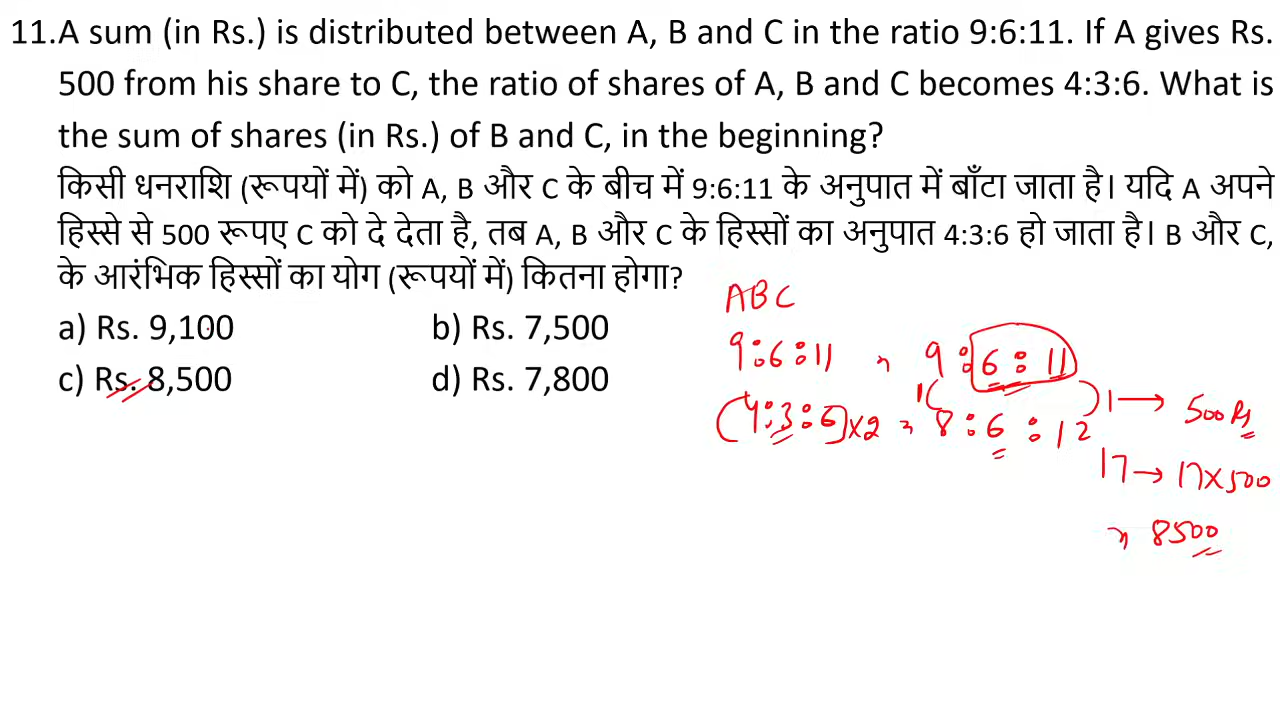 11.A sum (in Rs.) is distributed between A, B and C in the ratio 9:6:11. If A gives Rs.
500 from his share to C, the ratio of shares of A, B and C becomes 4:3:6. What is
the sum of shares (in Rs.) of B and C, in the beginning?
किसी धनराशि (रूपयों में) को A, B और C के बीच में 9:6:11 के अनुपात में बाँटा जाता है। यदि A अपने
हिस्से से 500 रूपए C को दे देता है, तब A, B और C के हिस्सों का अनुपात 4:3:6 हो जाता है। B और C,
के आरंभिक हिस्सों का योग (रूपयों में) कितना होगा?
a) Rs. 9,100 b) Rs. 7,500
c) Rs. 8,500 d) Rs. 7,800
A B C
9:6:11 = 9:6:11
(4:3:6)×2 = 8:6:12
1( )1 → 500 Rs
17 → 17×500
= 8500